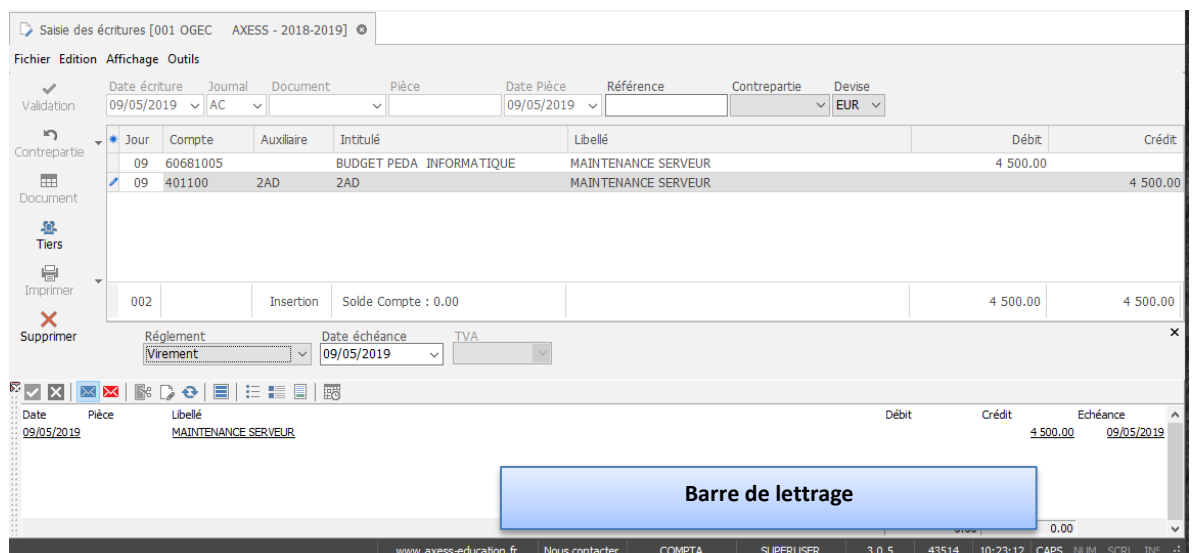 Saisie des écritures [001 OGEC AXESS - 2018-2019]
Fichier Edition Affichage Outils
Validation
Date écriture Journal Document Pièce Date Pièce Référence Contrepartie Devise
09/05/2019 AC 09/05/2019 EUR
Contrepartie
Jour Compte Auxiliaire Intitulé Libellé Débit Crédit
09 60681005 BUDGET PEDA INFORMATIQUE MAINTENANCE SERVEUR 4 500.00
09 401100 2AD 2AD MAINTENANCE SERVEUR 4 500.00
Document
Tiers
Imprimer
002 Insertion Solde Compte : 0.00 4 500.00 4 500.00
Supprimer
Réglement Date échéance TVA
Virement 09/05/2019
Date Pièce Libellé Débit Crédit Echéance
09/05/2019 MAINTENANCE SERVEUR 4 500.00 09/05/2019
Barre de lettrage
0.00 0.00
www.axess-education.fr Nous contacter COMPTA SUPERUSER 3.0.5 43514 10:23:12 CAPS NUM SCRL INS